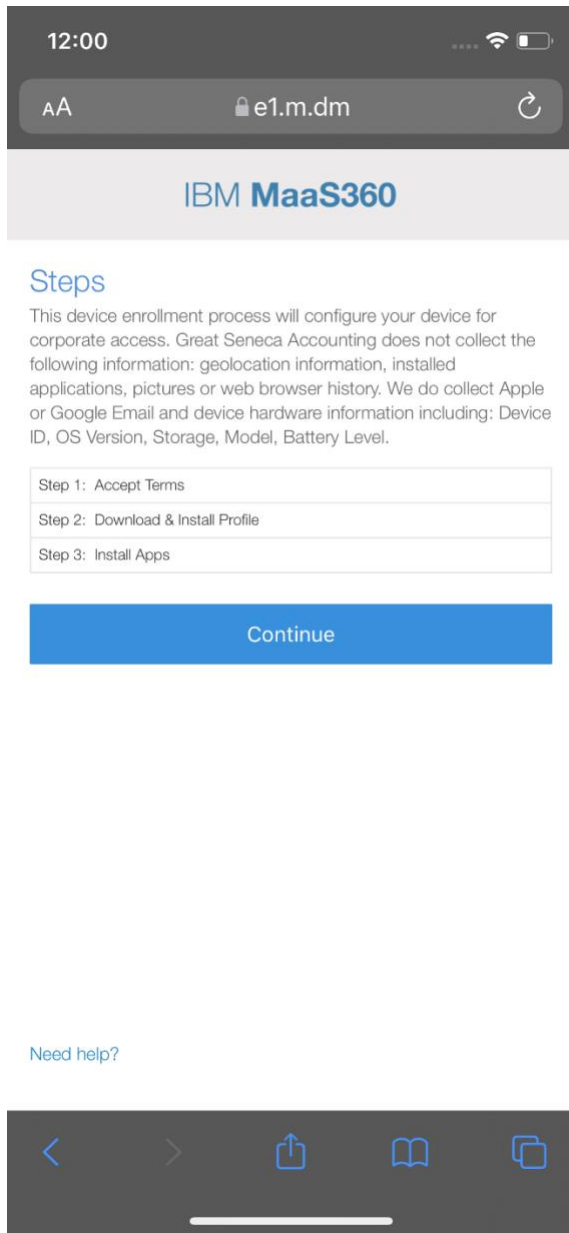 12:00
AA e1.m.dm
IBM MaaS360
Steps
This device enrollment process will configure your device for
corporate access. Great Seneca Accounting does not collect the
following information: geolocation information, installed
applications, pictures or web browser history. We do collect Apple
or Google Email and device hardware information including: Device
ID, OS Version, Storage, Model, Battery Level.
Step 1: Accept Terms
Step 2: Download & Install Profile
Step 3: Install Apps
Continue
Need help?